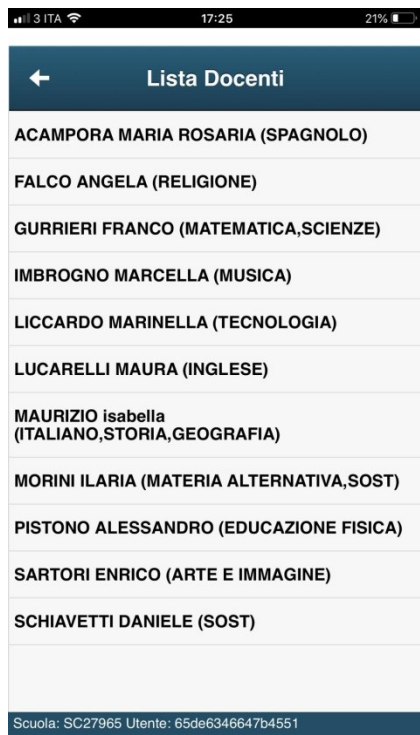 3 ITA 17:25 21%
Lista Docenti
ACAMPORA MARIA ROSARIA (SPAGNOLO)
FALCO ANGELA (RELIGIONE)
GURRIERI FRANCO (MATEMATICA,SCIENZE)
IMBROGNO MARCELLA (MUSICA)
LICCARDO MARINELLA (TECNOLOGIA)
LUCARELLI MAURA (INGLESE)
MAURIZIO isabella
(ITALIANO,STORIA,GEOGRAFIA)
MORINI ILARIA (MATERIA ALTERNATIVA,SOST)
PISTONO ALESSANDRO (EDUCAZIONE FISICA)
SARTORI ENRICO (ARTE E IMMAGINE)
SCHIAVETTI DANIELE (SOST)
Scuola: SC27965 Utente: 65de6346647b4551